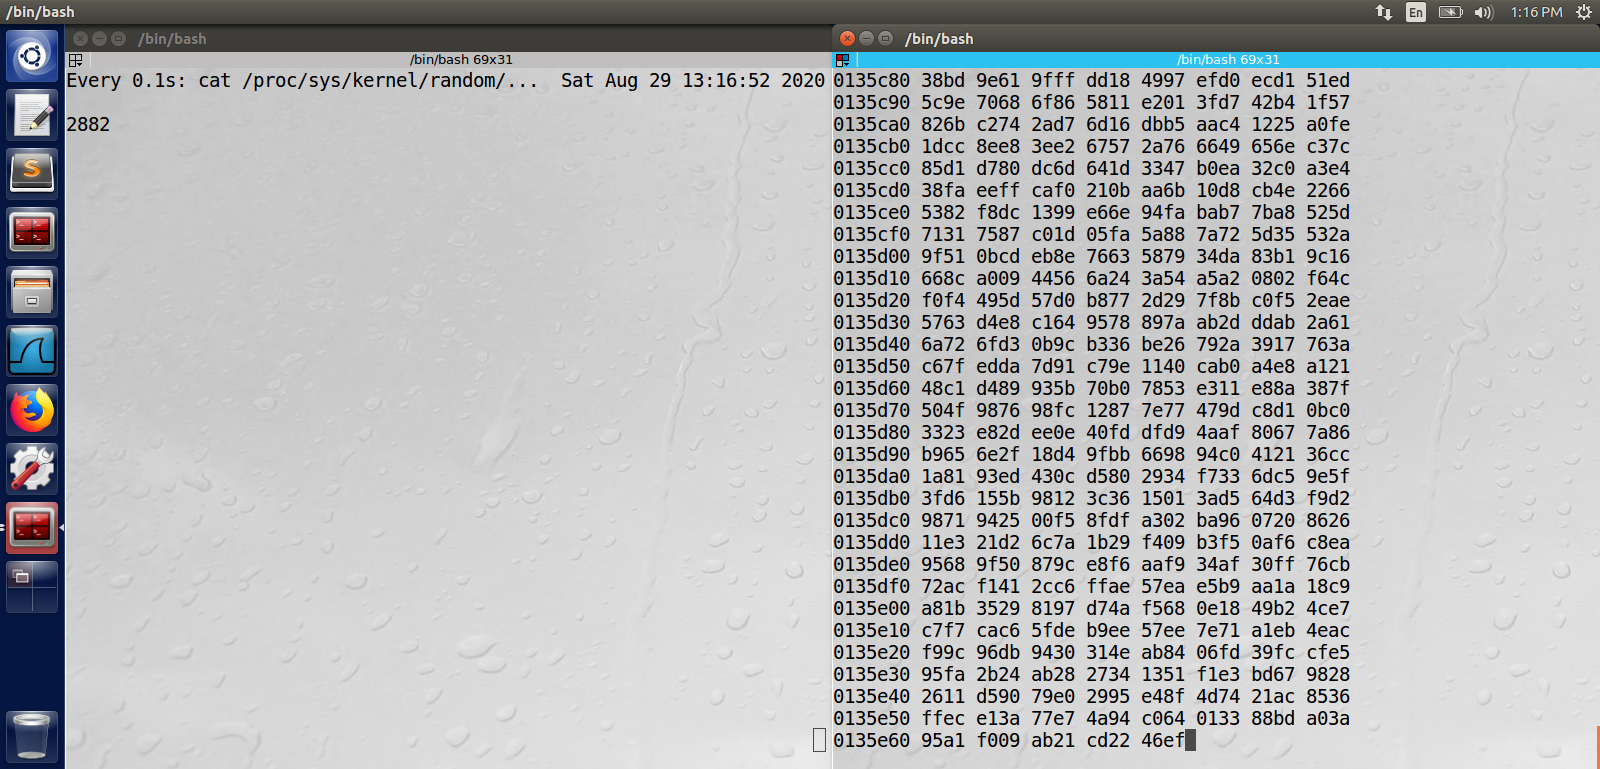 /bin/bash
En
1:16 PM
/bin/bash
/bin/bash
/bin/bash 69x31
/bin/bash 69x31
Every 0.1s: cat /proc/sys/kernel/random/...  Sat Aug 29 13:16:52 2020
2882
0135c80 38bd 9e61 9fff dd18 4997 efd0 ecd1 51ed
0135c90 5c9e 7068 6f86 5811 e201 3fd7 42b4 1f57
0135ca0 826b c274 2ad7 6d16 dbb5 aac4 1225 a0fe
0135cb0 1dcc 8ee8 3ee2 6757 2a76 6649 656e c37c
0135cc0 85d1 d780 dc6d 641d 3347 b0ea 32c0 a3e4
0135cd0 38fa eeff caf0 210b aa6b 10d8 cb4e 2266
0135ce0 5382 f8dc 1399 e66e 94fa bab7 7ba8 525d
0135cf0 7131 7587 c01d 05fa 5a88 7a72 5d35 532a
0135d00 9f51 0bcd eb8e 7663 5879 34da 83b1 9c16
0135d10 668c a009 4456 6a24 3a54 a5a2 0802 f64c
0135d20 f0f4 495d 57d0 b877 2d29 7f8b c0f5 2eae
0135d30 5763 d4e8 c164 9578 897a ab2d ddab 2a61
0135d40 6a72 6fd3 0b9c b336 be26 792a 3917 763a
0135d50 c67f edda 7d91 c79e 1140 cab0 a4e8 a121
0135d60 48c1 d489 935b 70b0 7853 e311 e88a 387f
0135d70 504f 9876 98fc 1287 7e77 479d c8d1 0bc0
0135d80 3323 e82d ee0e 40fd dfd9 4aaf 8067 7a86
0135d90 b965 6e2f 18d4 9fbb 6698 94c0 4121 36cc
0135da0 1a81 93ed 430c d580 2934 f733 6dc5 9e5f
0135db0 3fd6 155b 9812 3c36 1501 3ad5 64d3 f9d2
0135dc0 9871 9425 00f5 8fdf a302 ba96 0720 8626
0135dd0 11e3 21d2 6c7a 1b29 f409 b3f5 0af6 c8ea
0135de0 9568 9f50 879c e8f6 aaf9 34af 30ff 76cb
0135df0 72ac f141 2cc6 ffae 57ea e5b9 aa1a 18c9
0135e00 a81b 3529 8197 d74a f568 0e18 49b2 4ce7
0135e10 c7f7 cac6 5fde b9ee 57ee 7e71 a1eb 4eac
0135e20 f99c 96db 9430 314e ab84 06fd 39fc cfe5
0135e30 95fa 2b24 ab28 2734 1351 f1e3 bd67 9828
0135e40 2611 d590 79e0 2995 e48f 4d74 21ac 8536
0135e50 ffec e13a 77e7 4a94 c064 0133 88bd a03a
0135e60 95a1 f009 ab21 cd22 46ef